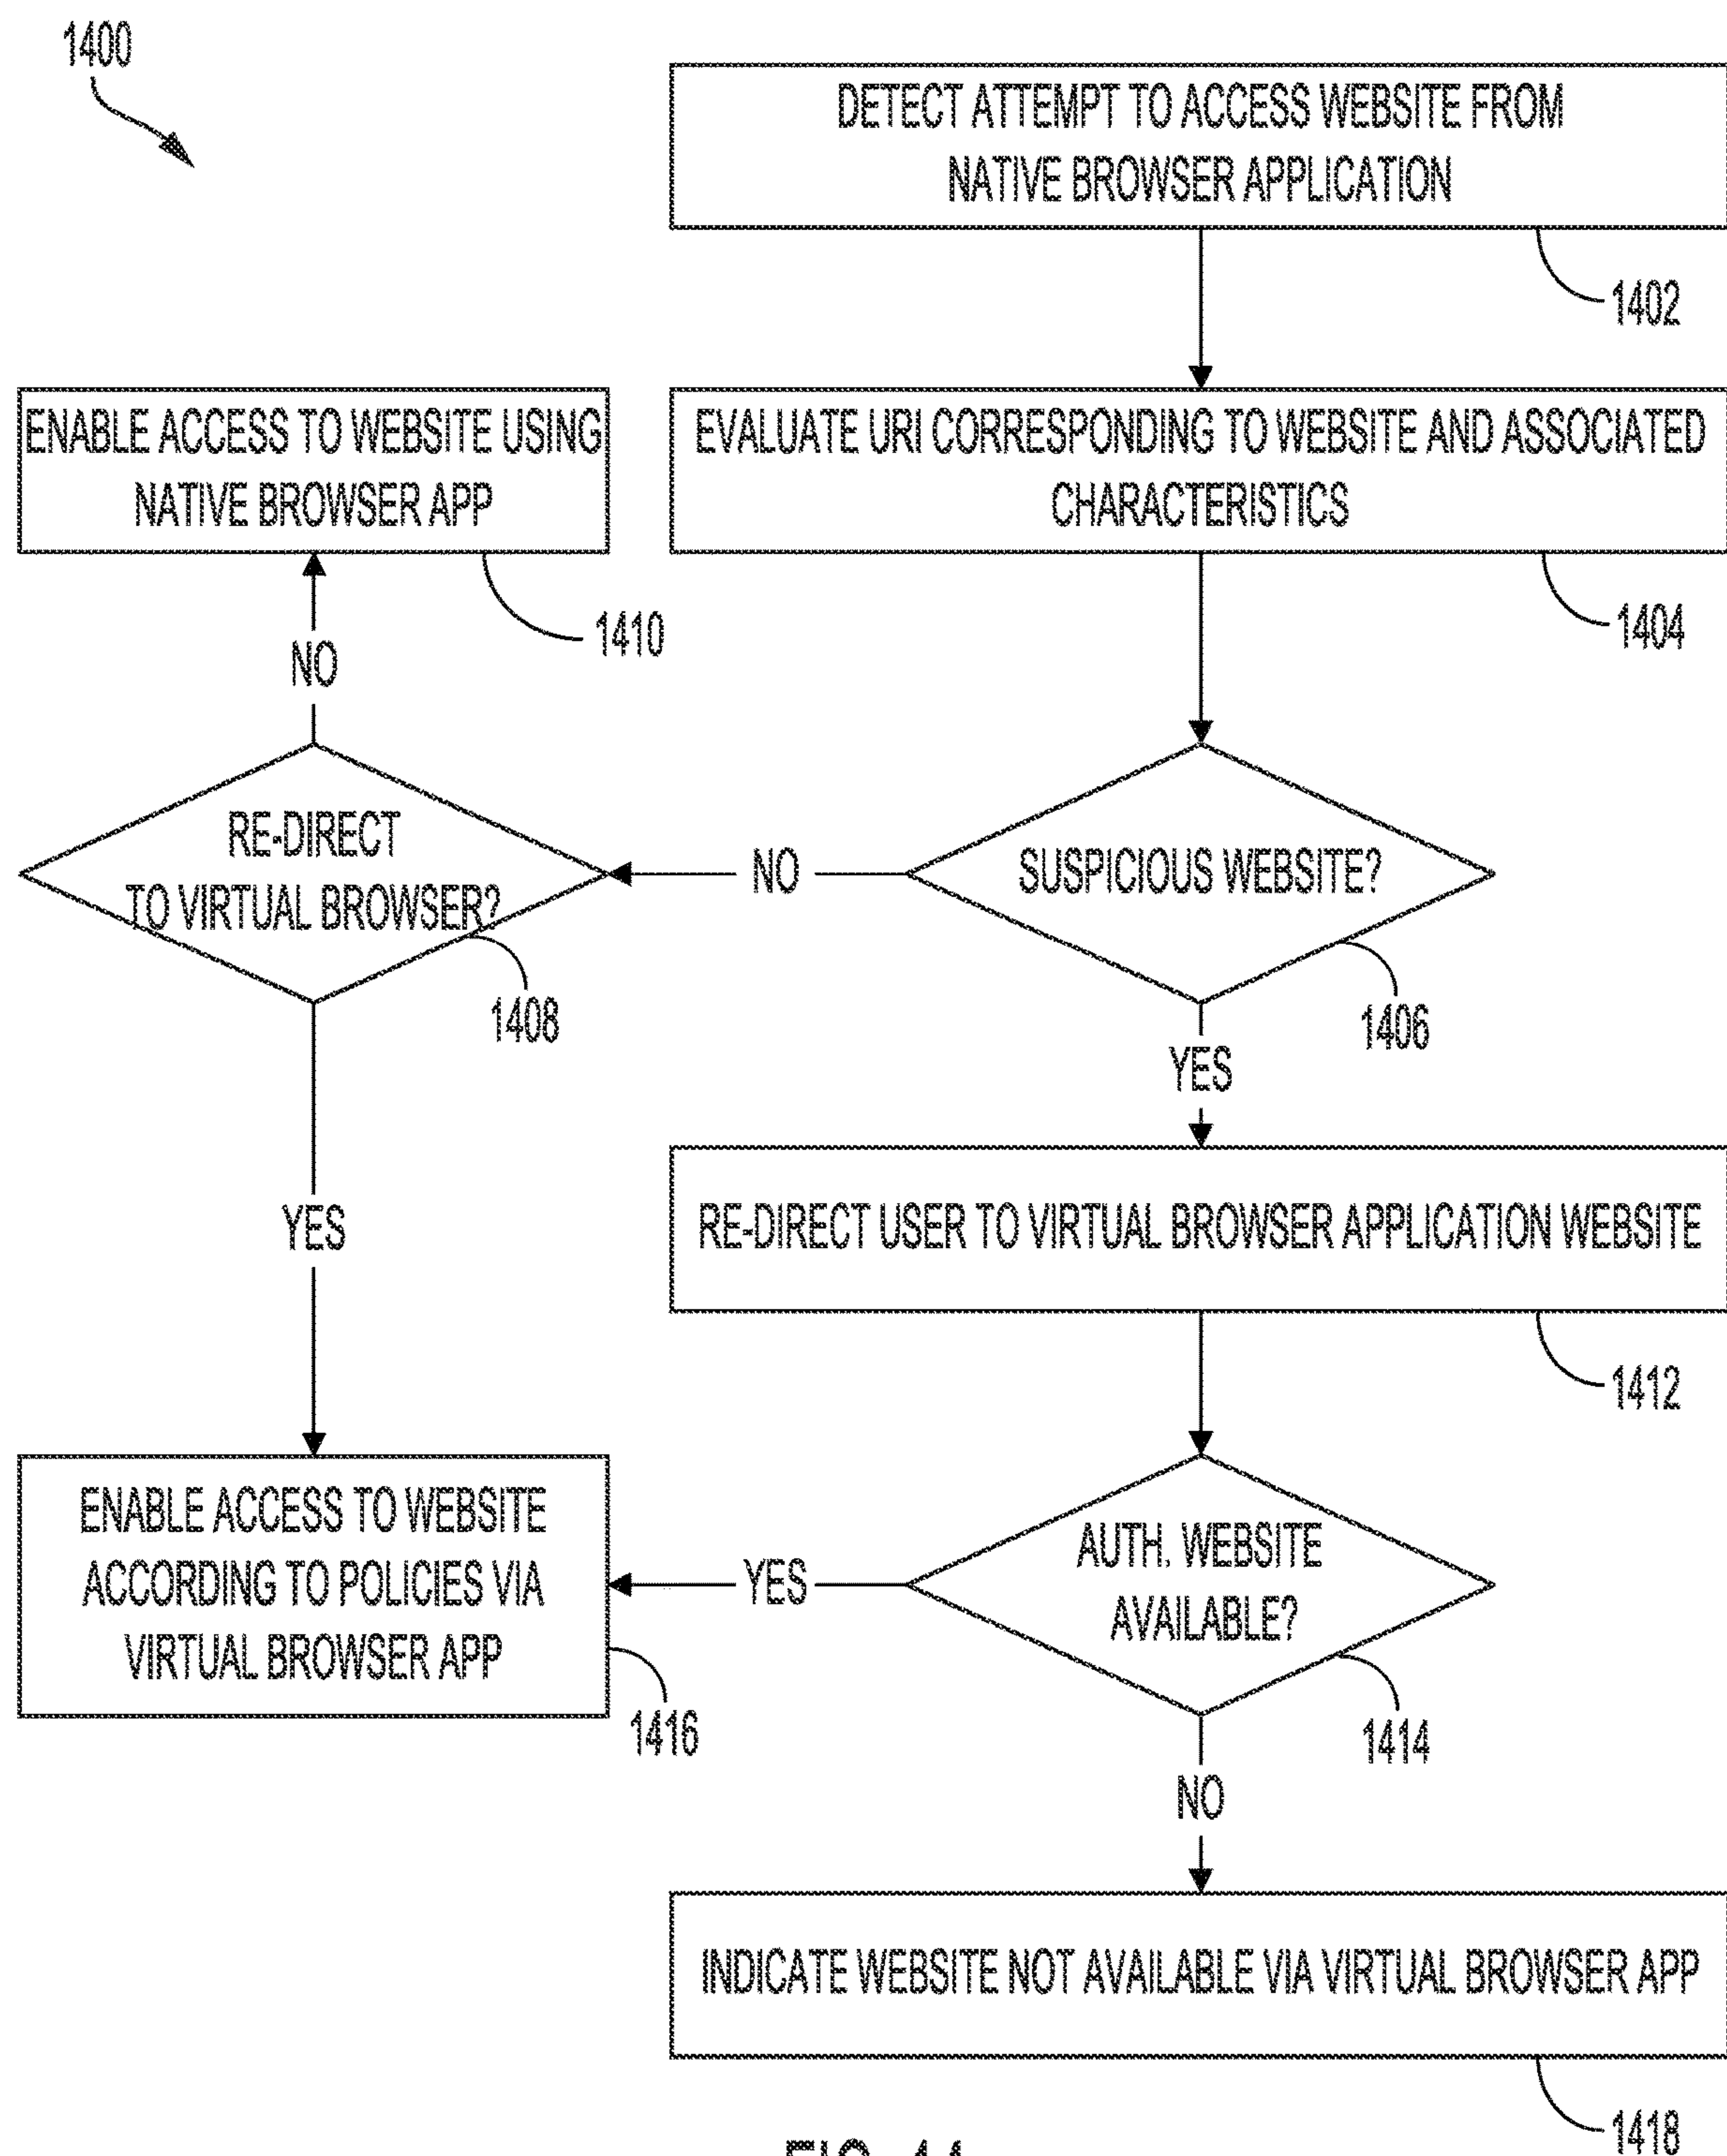 1400
DETECT ATTEMPT TO ACCESS WEBSITE FROM
NATIVE BROWSER APPLICATION
1402
ENABLE ACCESS TO WEBSITE USING
NATIVE BROWSER APP
1410
EVALUATE URI CORRESPONDING TO WEBSITE AND ASSOCIATED
CHARACTERISTICS
1404
NO
RE-DIRECT
TO VIRTUAL BROWSER?
1408
NO
SUSPICIOUS WEBSITE?
1406
YES
YES
RE-DIRECT USER TO VIRTUAL BROWSER APPLICATION WEBSITE
1412
ENABLE ACCESS TO WEBSITE
ACCORDING TO POLICIES VIA
VIRTUAL BROWSER APP
1416
YES
AUTH. WEBSITE
AVAILABLE?
1414
NO
INDICATE WEBSITE NOT AVAILABLE VIA VIRTUAL BROWSER APP
1418